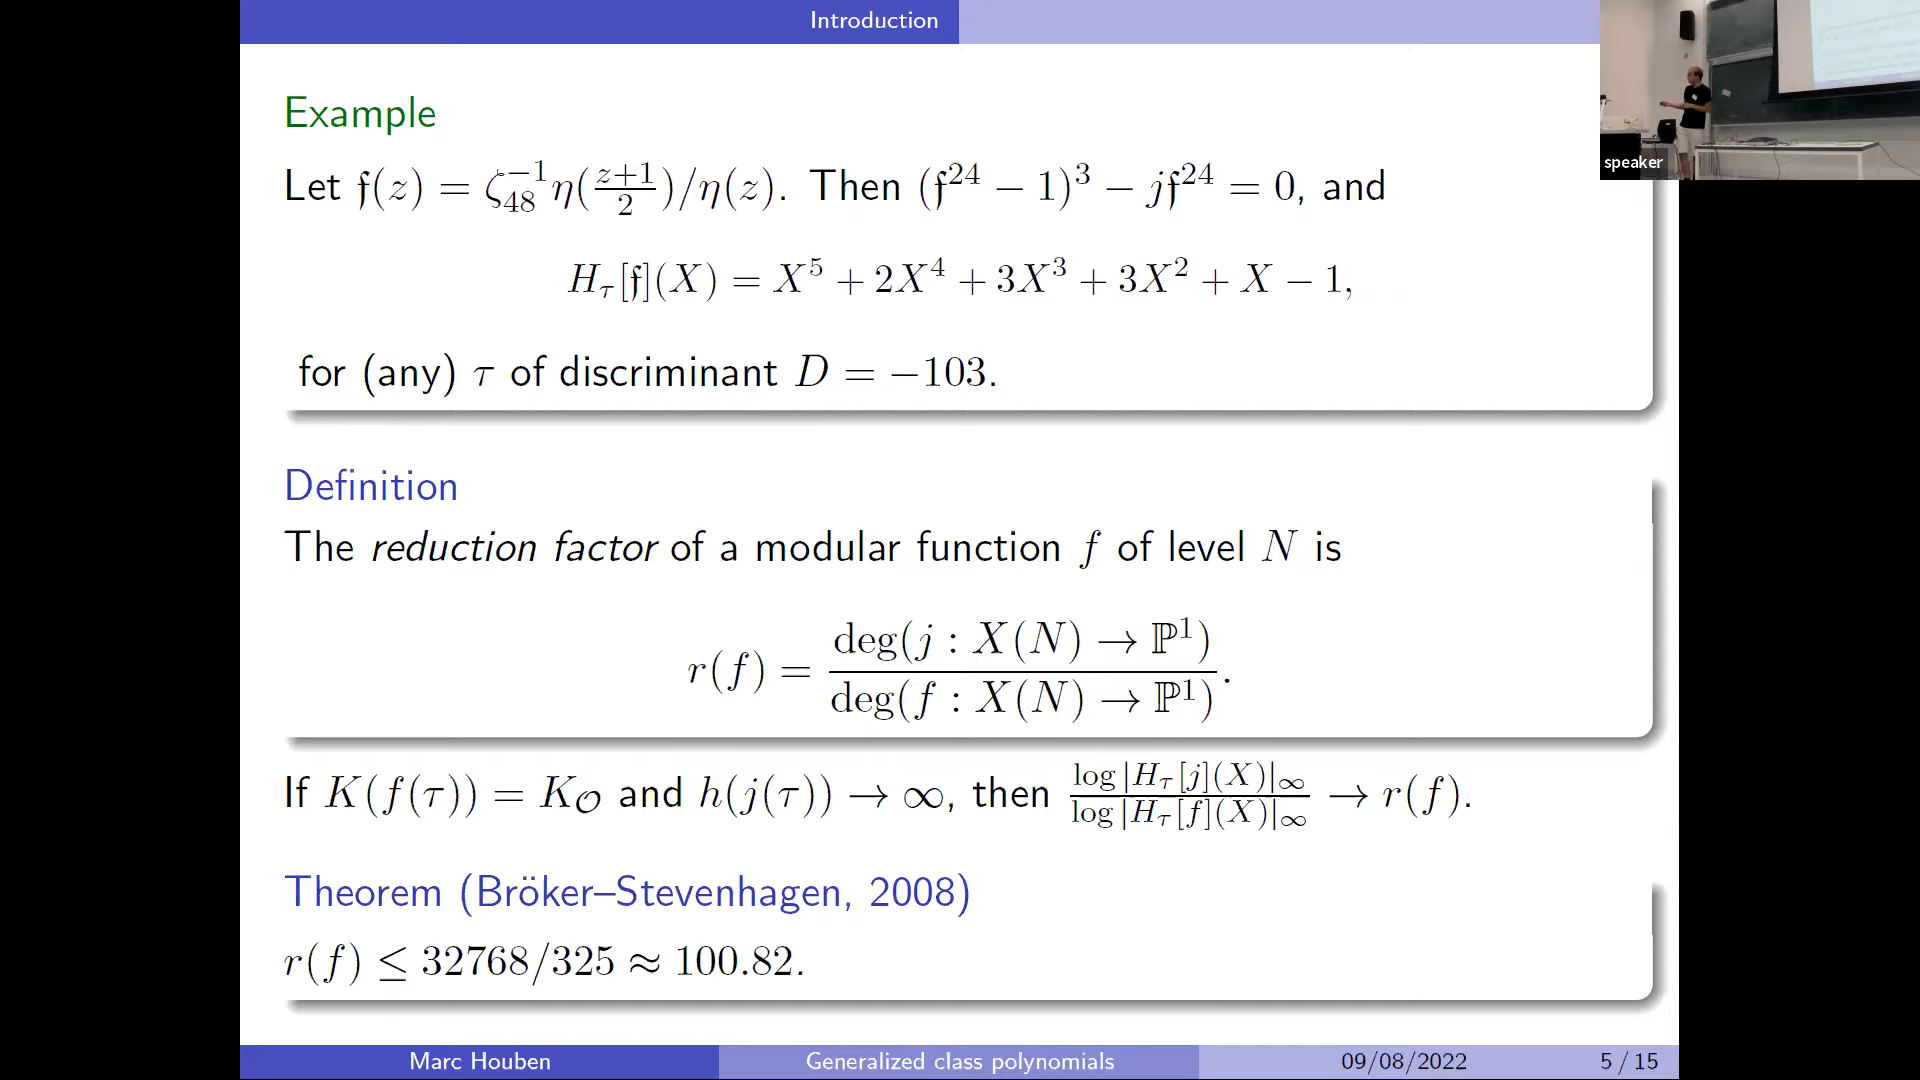 Introduction
speaker
Example
Let 𝔣(z) = ζ₄₈⁻¹ η((z+1)/2)/η(z). Then (𝔣²⁴ − 1)³ − j𝔣²⁴ = 0, and
H_τ[𝔣](X) = X⁵ + 2X⁴ + 3X³ + 3X² + X − 1,
for (any) τ of discriminant D = −103.
Definition
The reduction factor of a modular function f of level N is
r(f) = deg(j : X(N) → ℙ¹) / deg(f : X(N) → ℙ¹).
If K(f(τ)) = K_𝒪 and h(j(τ)) → ∞, then log |H_τ[j](X)|_∞ / log |H_τ[f](X)|_∞ → r(f).
Theorem (Bröker–Stevenhagen, 2008)
r(f) ≤ 32768/325 ≈ 100.82.
Marc Houben
Generalized class polynomials
09/08/2022
5 / 15